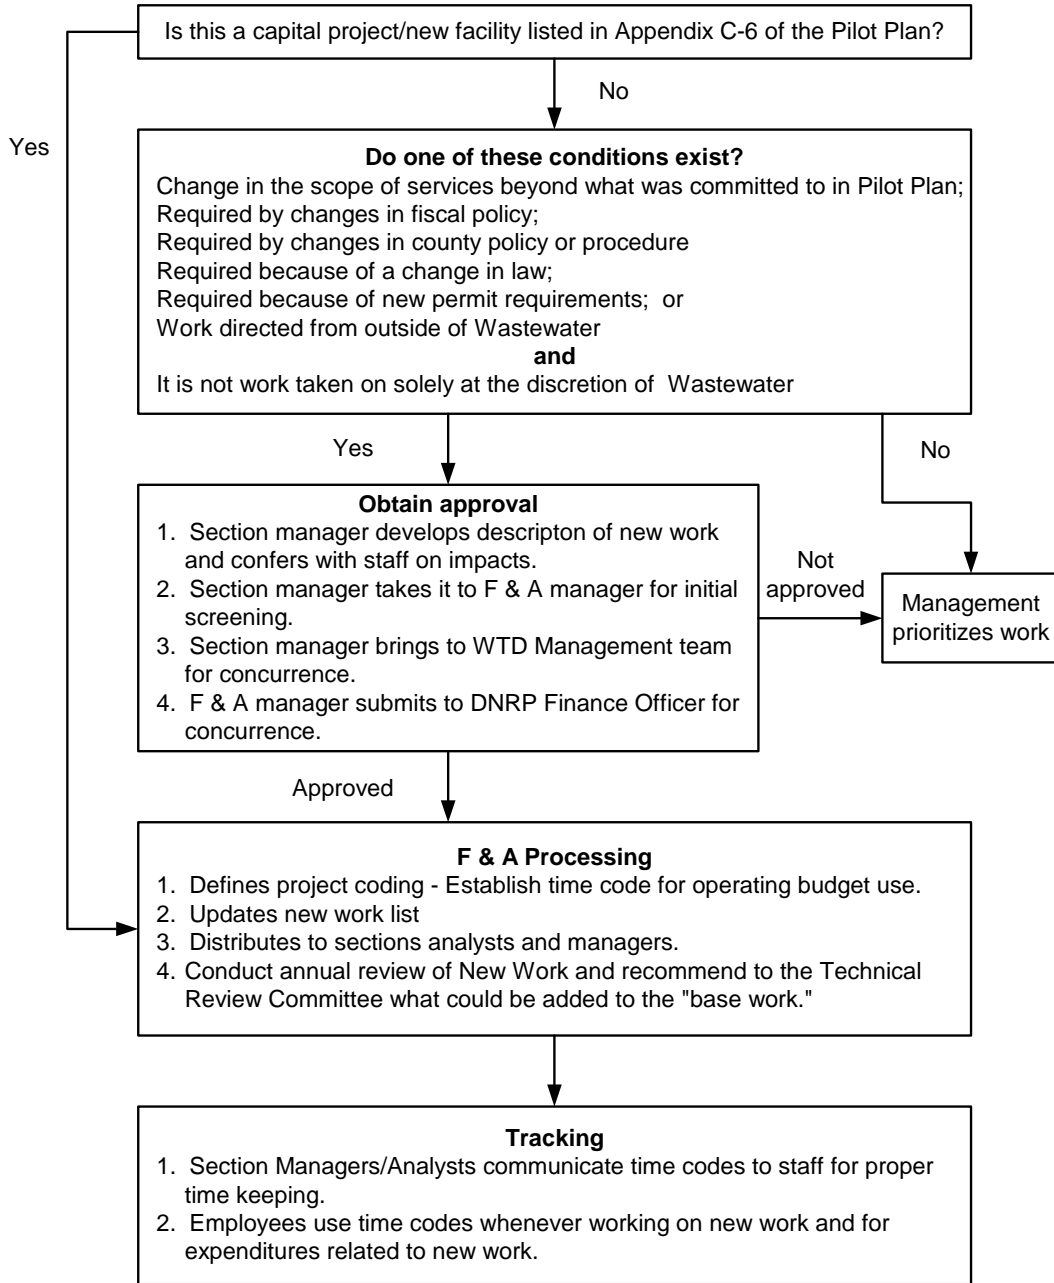 Is this a capital project/new facility listed in Appendix C-6 of the Pilot Plan?
No
Yes
Do one of these conditions exist?
Change in the scope of services beyond what was committed to in Pilot Plan;
Required by changes in fiscal policy;
Required by changes in county policy or procedure
Required because of a change in law;
Required because of new permit requirements;  or
Work directed from outside of Wastewater
and
It is not work taken on solely at the discretion of  Wastewater
Yes
No
Obtain approval
1.  Section manager develops descripton of new work
and confers with staff on impacts.
2.  Section manager takes it to F & A manager for initial
screening.
3.  Section manager brings to WTD Management team
for concurrence.
4.  F & A manager submits to DNRP Finance Officer for
concurrence.
Not
approved
Management
prioritizes work
Approved
F & A Processing
1.  Defines project coding - Establish time code for operating budget use.
2.  Updates new work list
3.  Distributes to sections analysts and managers.
4.  Conduct annual review of New Work and recommend to the Technical
Review Committee what could be added to the "base work."
Tracking
1.  Section Managers/Analysts communicate time codes to staff for proper
time keeping.
2.  Employees use time codes whenever working on new work and for
expenditures related to new work.